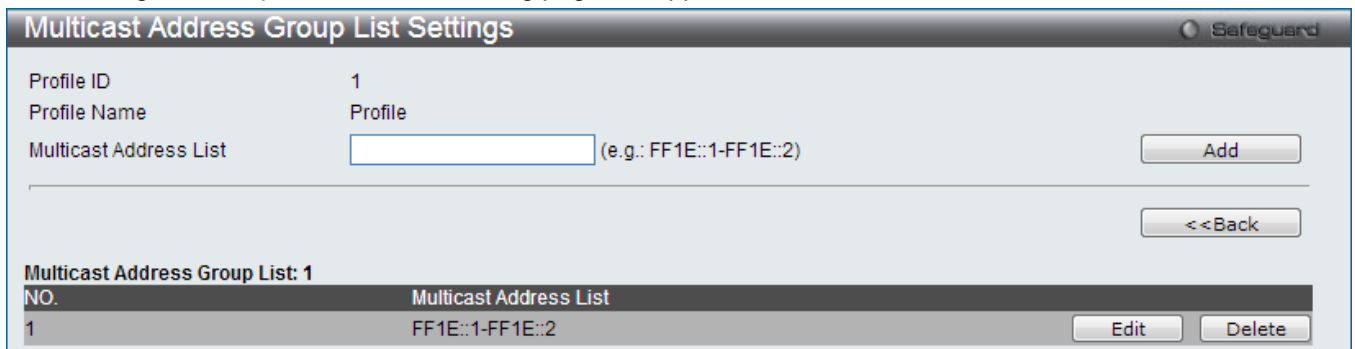 Multicast Address Group List Settings
Safeguard
Profile ID 1
Profile Name Profile
Multicast Address List (e.g.: FF1E::1-FF1E::2) Add
<<Back
Multicast Address Group List: 1
NO. Multicast Address List
1 FF1E::1-FF1E::2 Edit Delete